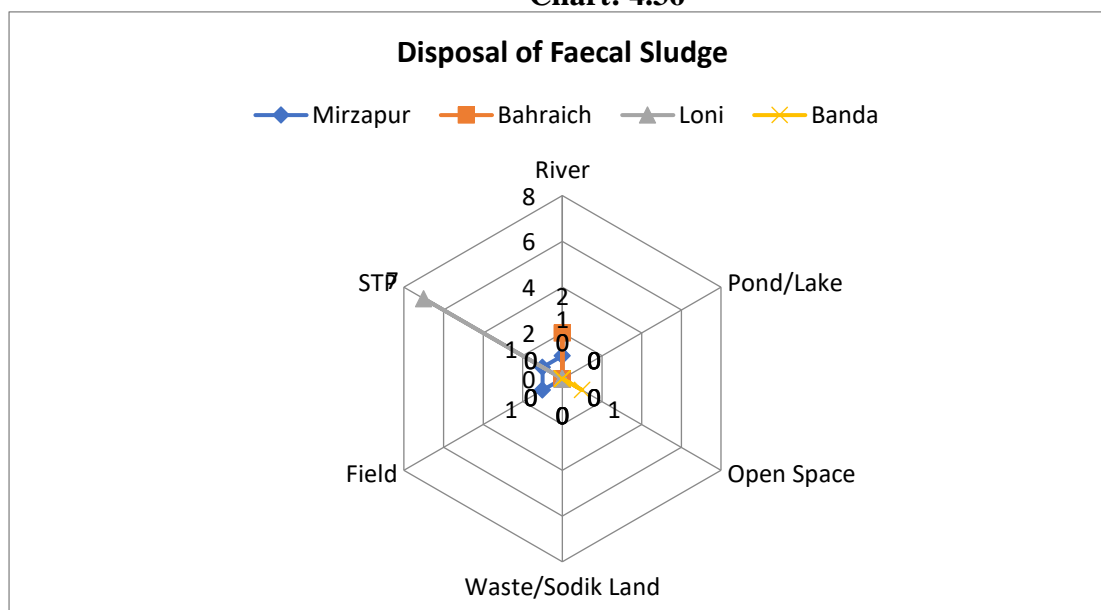 Chart: 4.36
Disposal of Faecal Sludge
Mirzapur Bahraich Loni Banda
River
8
6
4
2
0
2
1
0
Pond/Lake
0
Open Space
0
1
Waste/Sodik Land
0
Field
0
1
STP
7
1
0